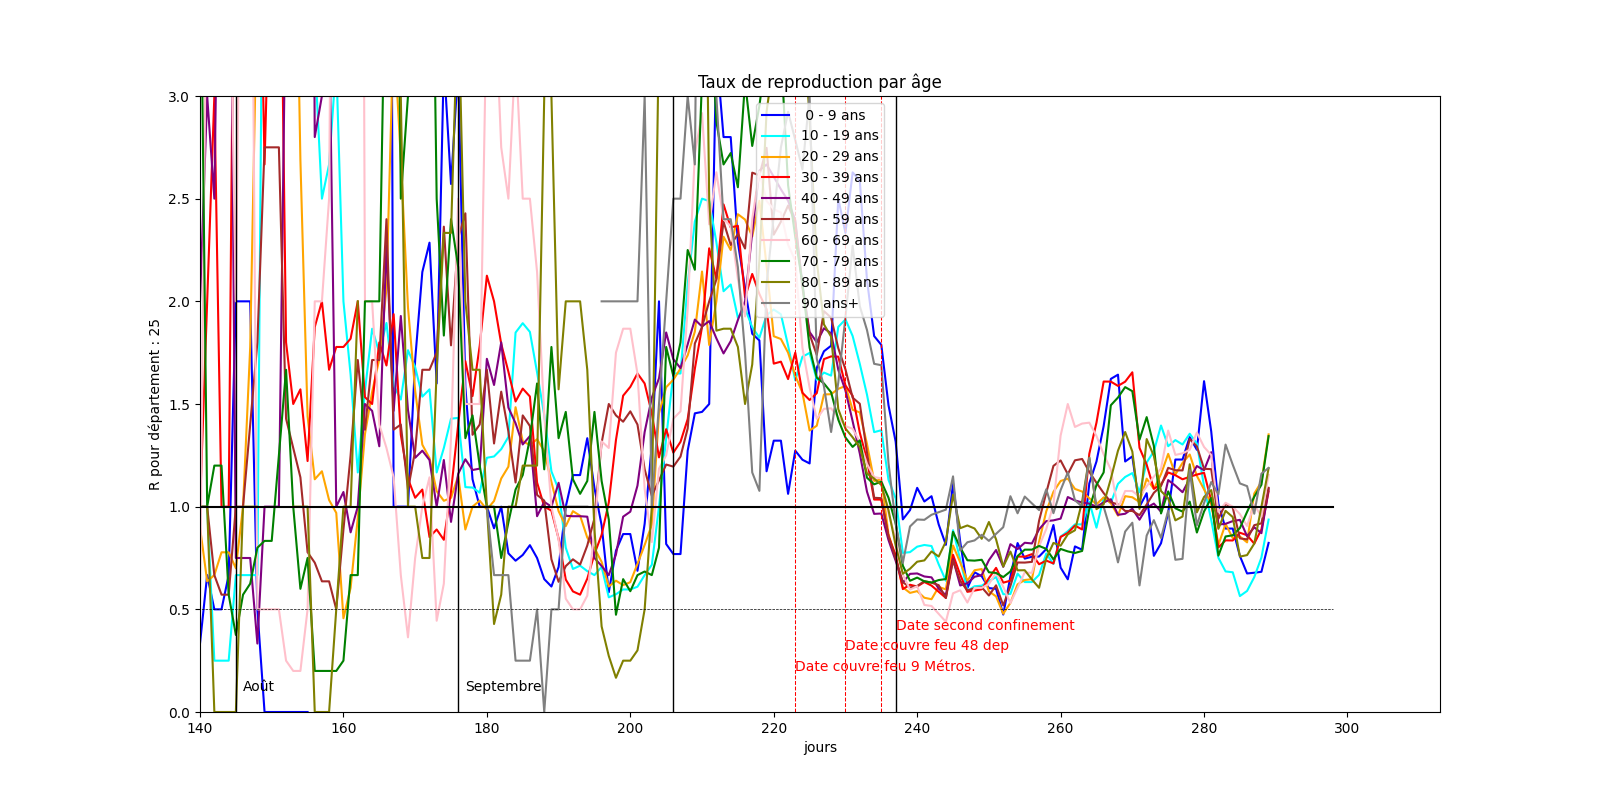 Taux de reproduction par âge
3.0
2.5
2.0
1.5
1.0
0.5
0.0
R pour département : 25
0 - 9 ans
10 - 19 ans
20 - 29 ans
30 - 39 ans
40 - 49 ans
50 - 59 ans
60 - 69 ans
70 - 79 ans
80 - 89 ans
90 ans+
Date second confinement
Date couvre feu 48 dep
Date couvre feu 9 Métros.
Août
Septembre
140 160 180 200 220 240 260 280 300
jours